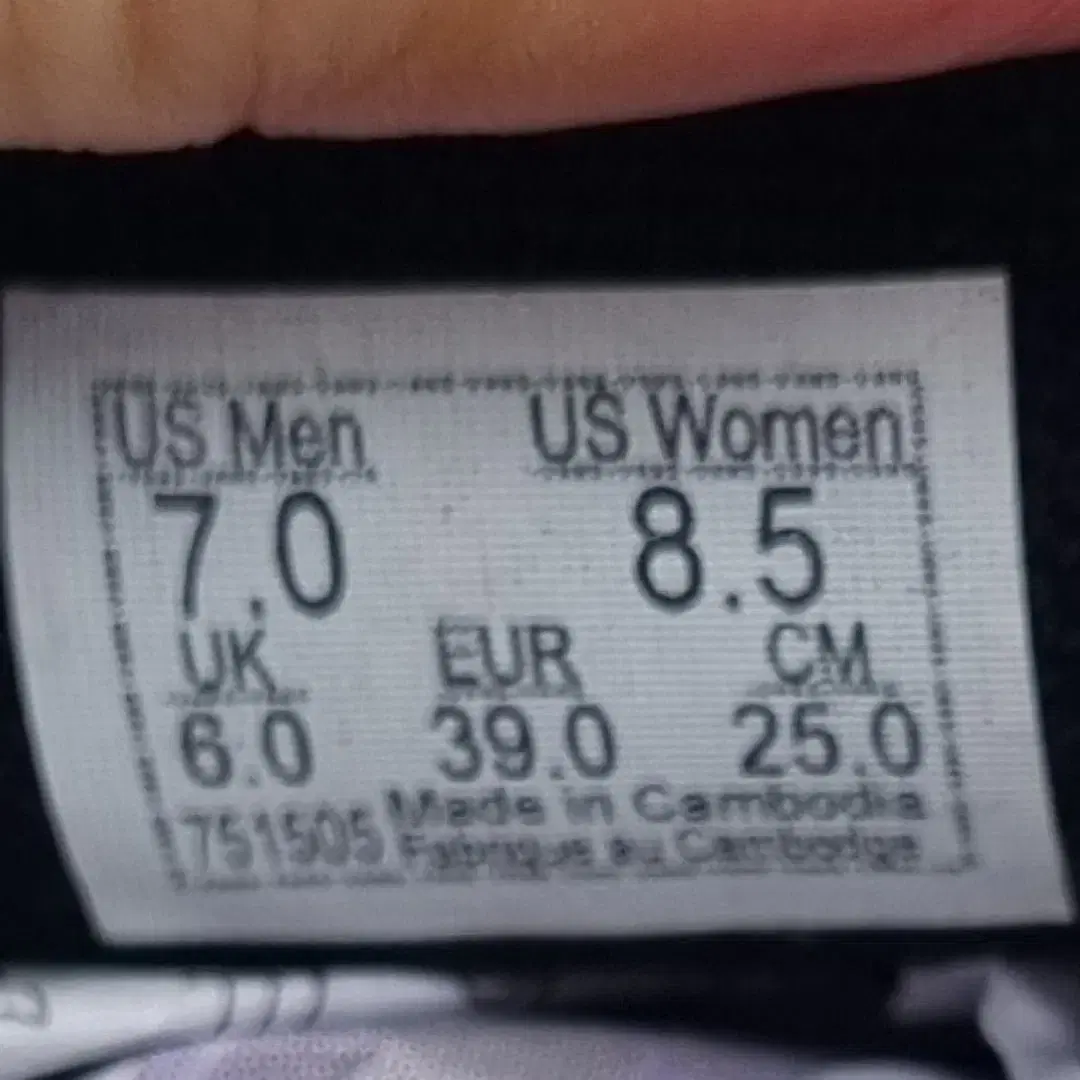 US Men US Women
7.0 8.5
UK EUR CM
6.0 39.0 25.0
751505 Made in Cambodia
Fabrique au Cambodge